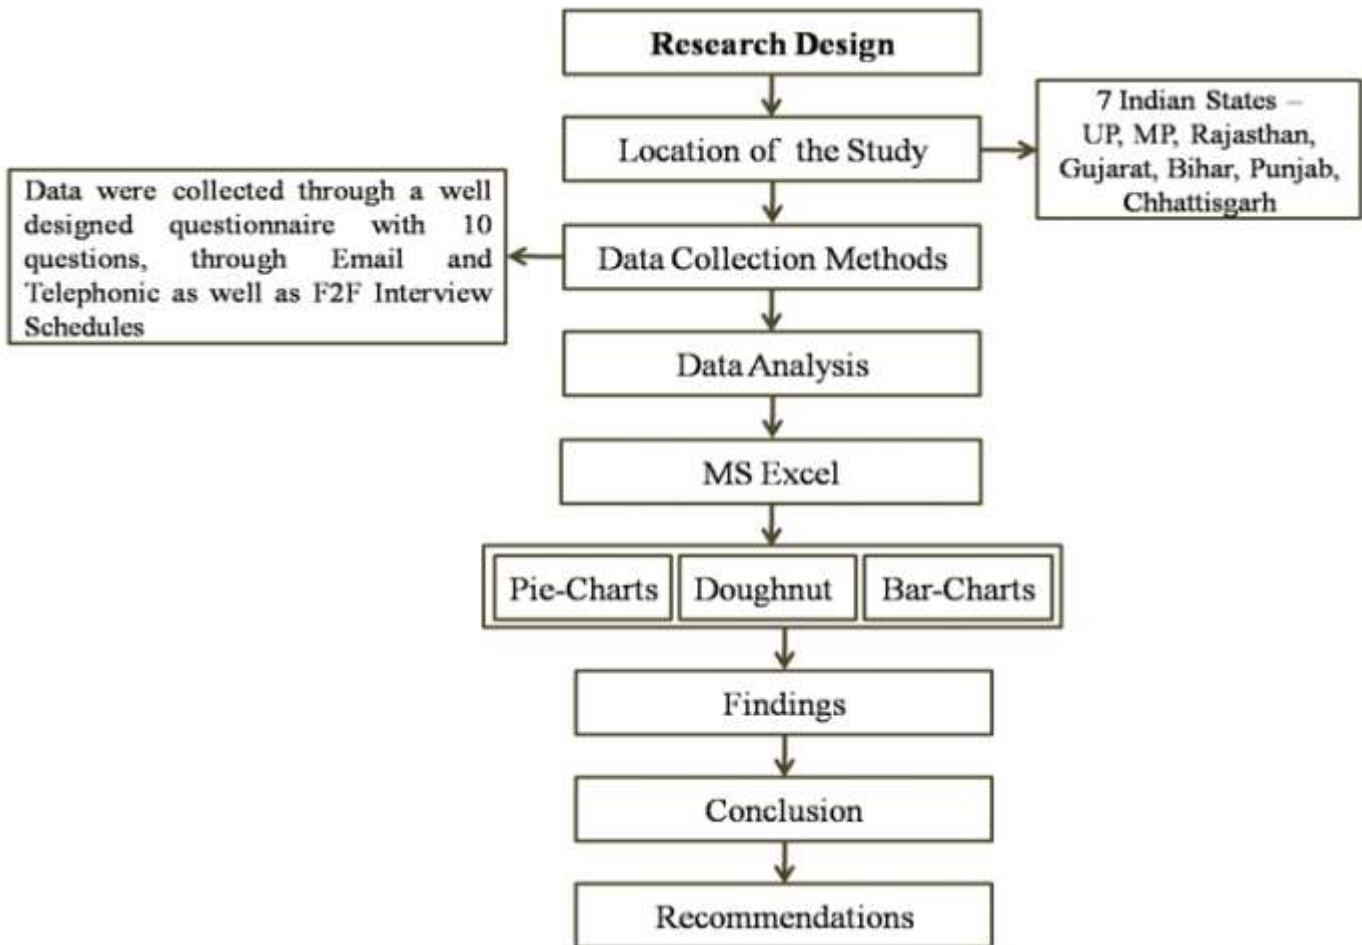 Research Design
Location of the Study
7 Indian States –
UP, MP, Rajasthan,
Gujarat, Bihar, Punjab,
Chhattisgarh
Data were collected through a well
designed questionnaire with 10
questions, through Email and
Telephonic as well as F2F Interview
Schedules
Data Collection Methods
Data Analysis
MS Excel
Pie-Charts
Doughnut
Bar-Charts
Findings
Conclusion
Recommendations